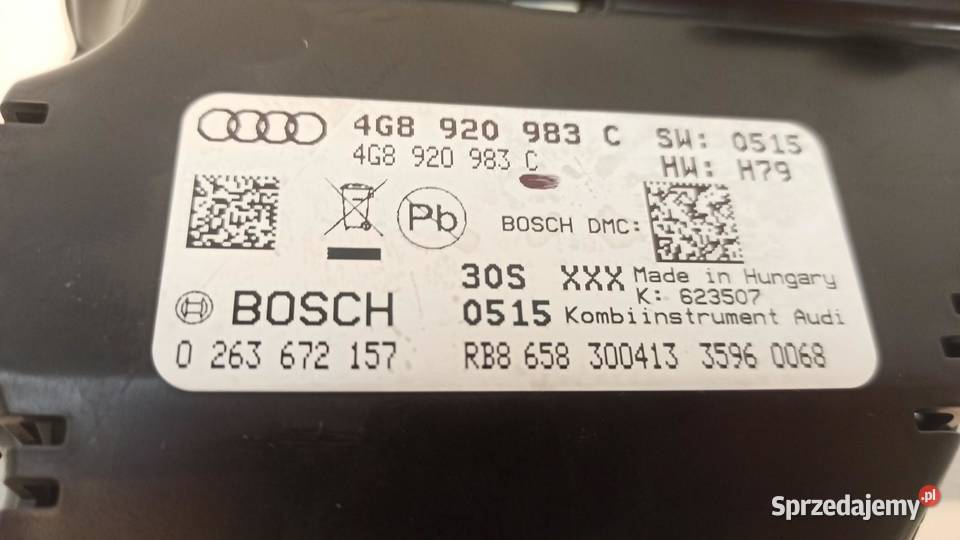 4G8 920 983 C SW: 0515
4G8 920 983 C HW: H79
Pb
BOSCH DMC:
30S XXX Made in Hungary
K: 623507
BOSCH 0515 Kombiinstrument Audi
0 263 672 157 RB8 658 300413 3596 0068
Sprzedajemy.pl